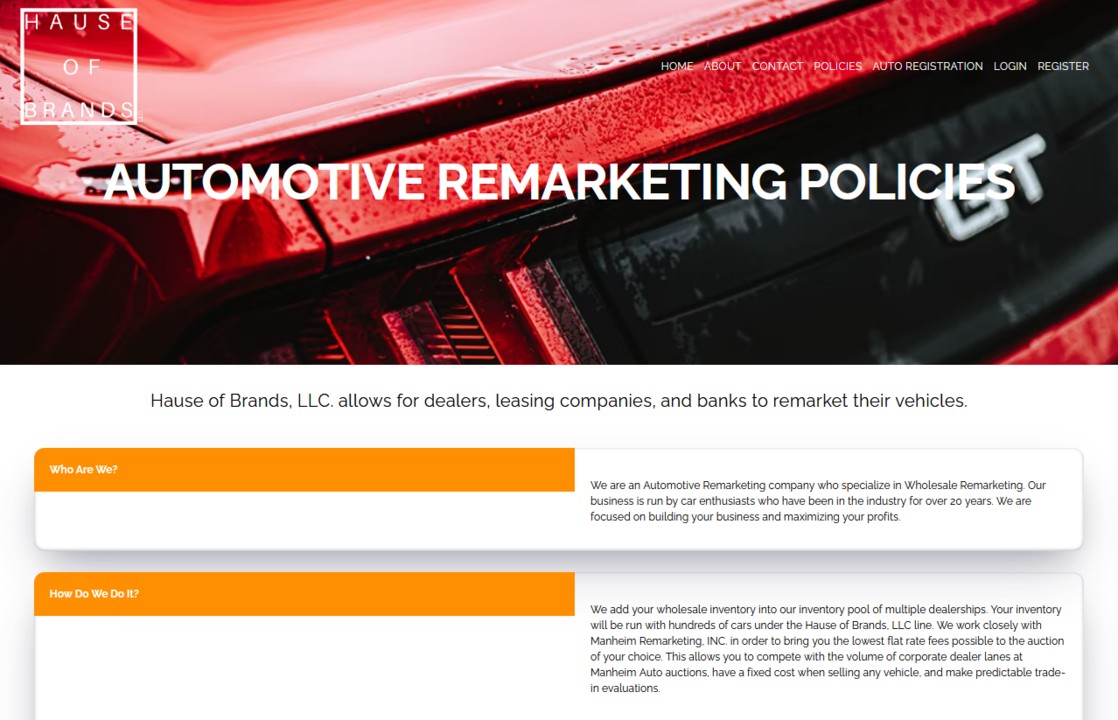 HAUSE
OF
BRANDS
HOME ABOUT CONTACT POLICIES AUTO REGISTRATION LOGIN REGISTER
AUTOMOTIVE REMARKETING POLICIES
GT
Hause of Brands, LLC. allows for dealers, leasing companies, and banks to remarket their vehicles.
Who Are We?
We are an Automotive Remarketing company who specialize in Wholesale Remarketing. Our
business is run by car enthusiasts who have been in the industry for over 20 years. We are
focused on building your business and maximizing your profits.
How Do We Do It?
We add your wholesale inventory into our inventory pool of multiple dealerships. Your inventory
will be run with hundreds of cars under the Hause of Brands, LLC line. We work closely with
Manheim Remarketing, INC. in order to bring you the lowest flat rate fees possible to the auction
of your choice. This allows you to compete with the volume of corporate dealer lanes at
Manheim Auto auctions, have a fixed cost when selling any vehicle, and make predictable trade-
in evaluations.